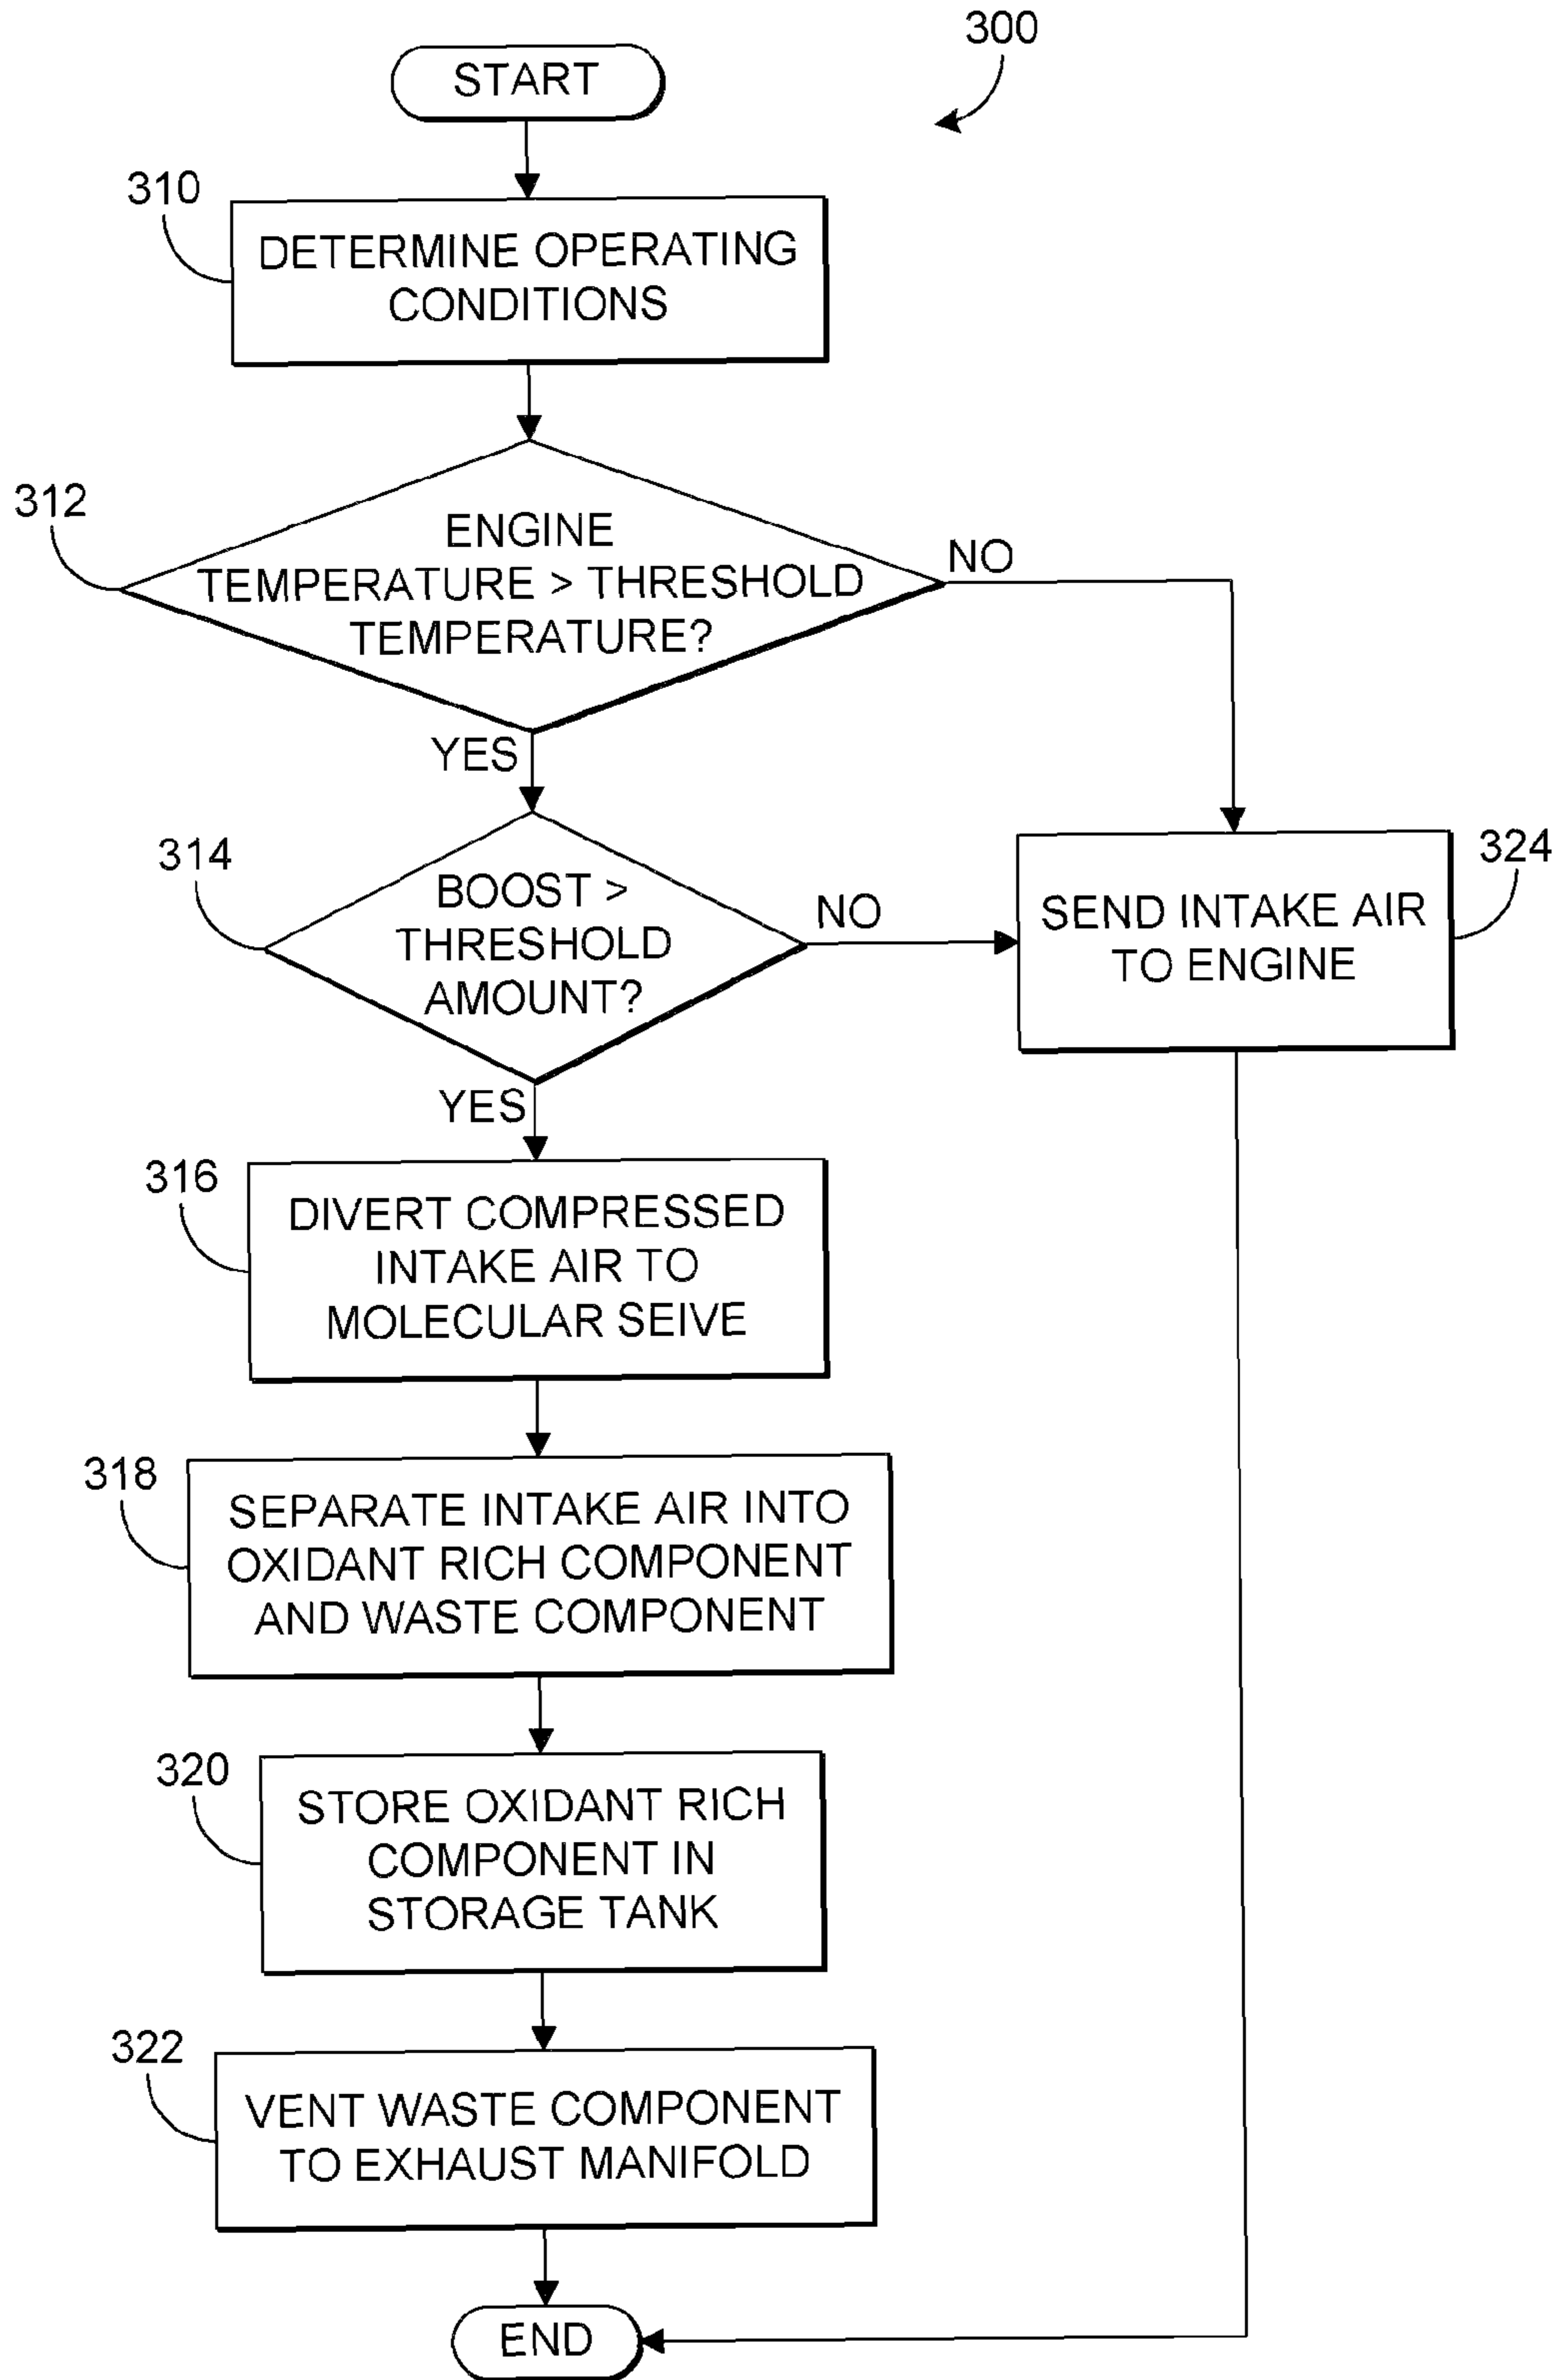 300
START
310
DETERMINE OPERATING
CONDITIONS
312
ENGINE
TEMPERATURE > THRESHOLD
TEMPERATURE?
NO
YES
314
BOOST >
THRESHOLD
AMOUNT?
NO
324
SEND INTAKE AIR
TO ENGINE
YES
316
DIVERT COMPRESSED
INTAKE AIR TO
MOLECULAR SEIVE
318
SEPARATE INTAKE AIR INTO
OXIDANT RICH COMPONENT
AND WASTE COMPONENT
320
STORE OXIDANT RICH
COMPONENT IN
STORAGE TANK
322
VENT WASTE COMPONENT
TO EXHAUST MANIFOLD
END